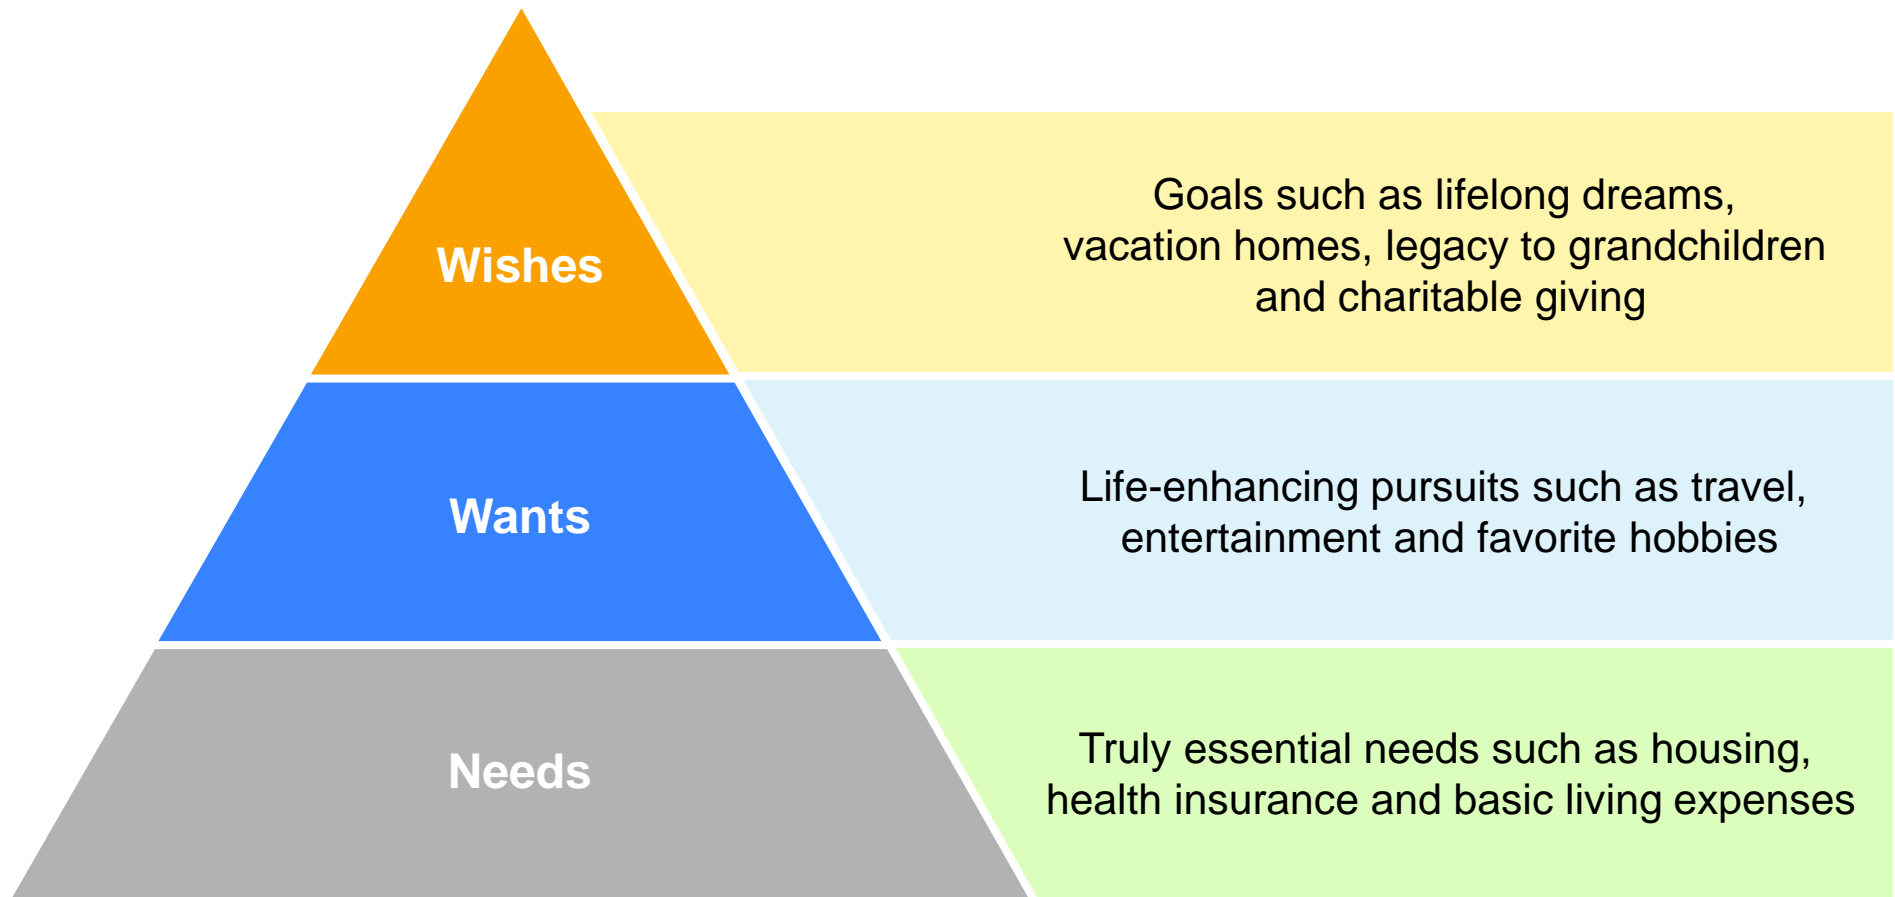 Wishes
Goals such as lifelong dreams,
vacation homes, legacy to grandchildren
and charitable giving
Wants
Life-enhancing pursuits such as travel,
entertainment and favorite hobbies
Needs
Truly essential needs such as housing,
health insurance and basic living expenses